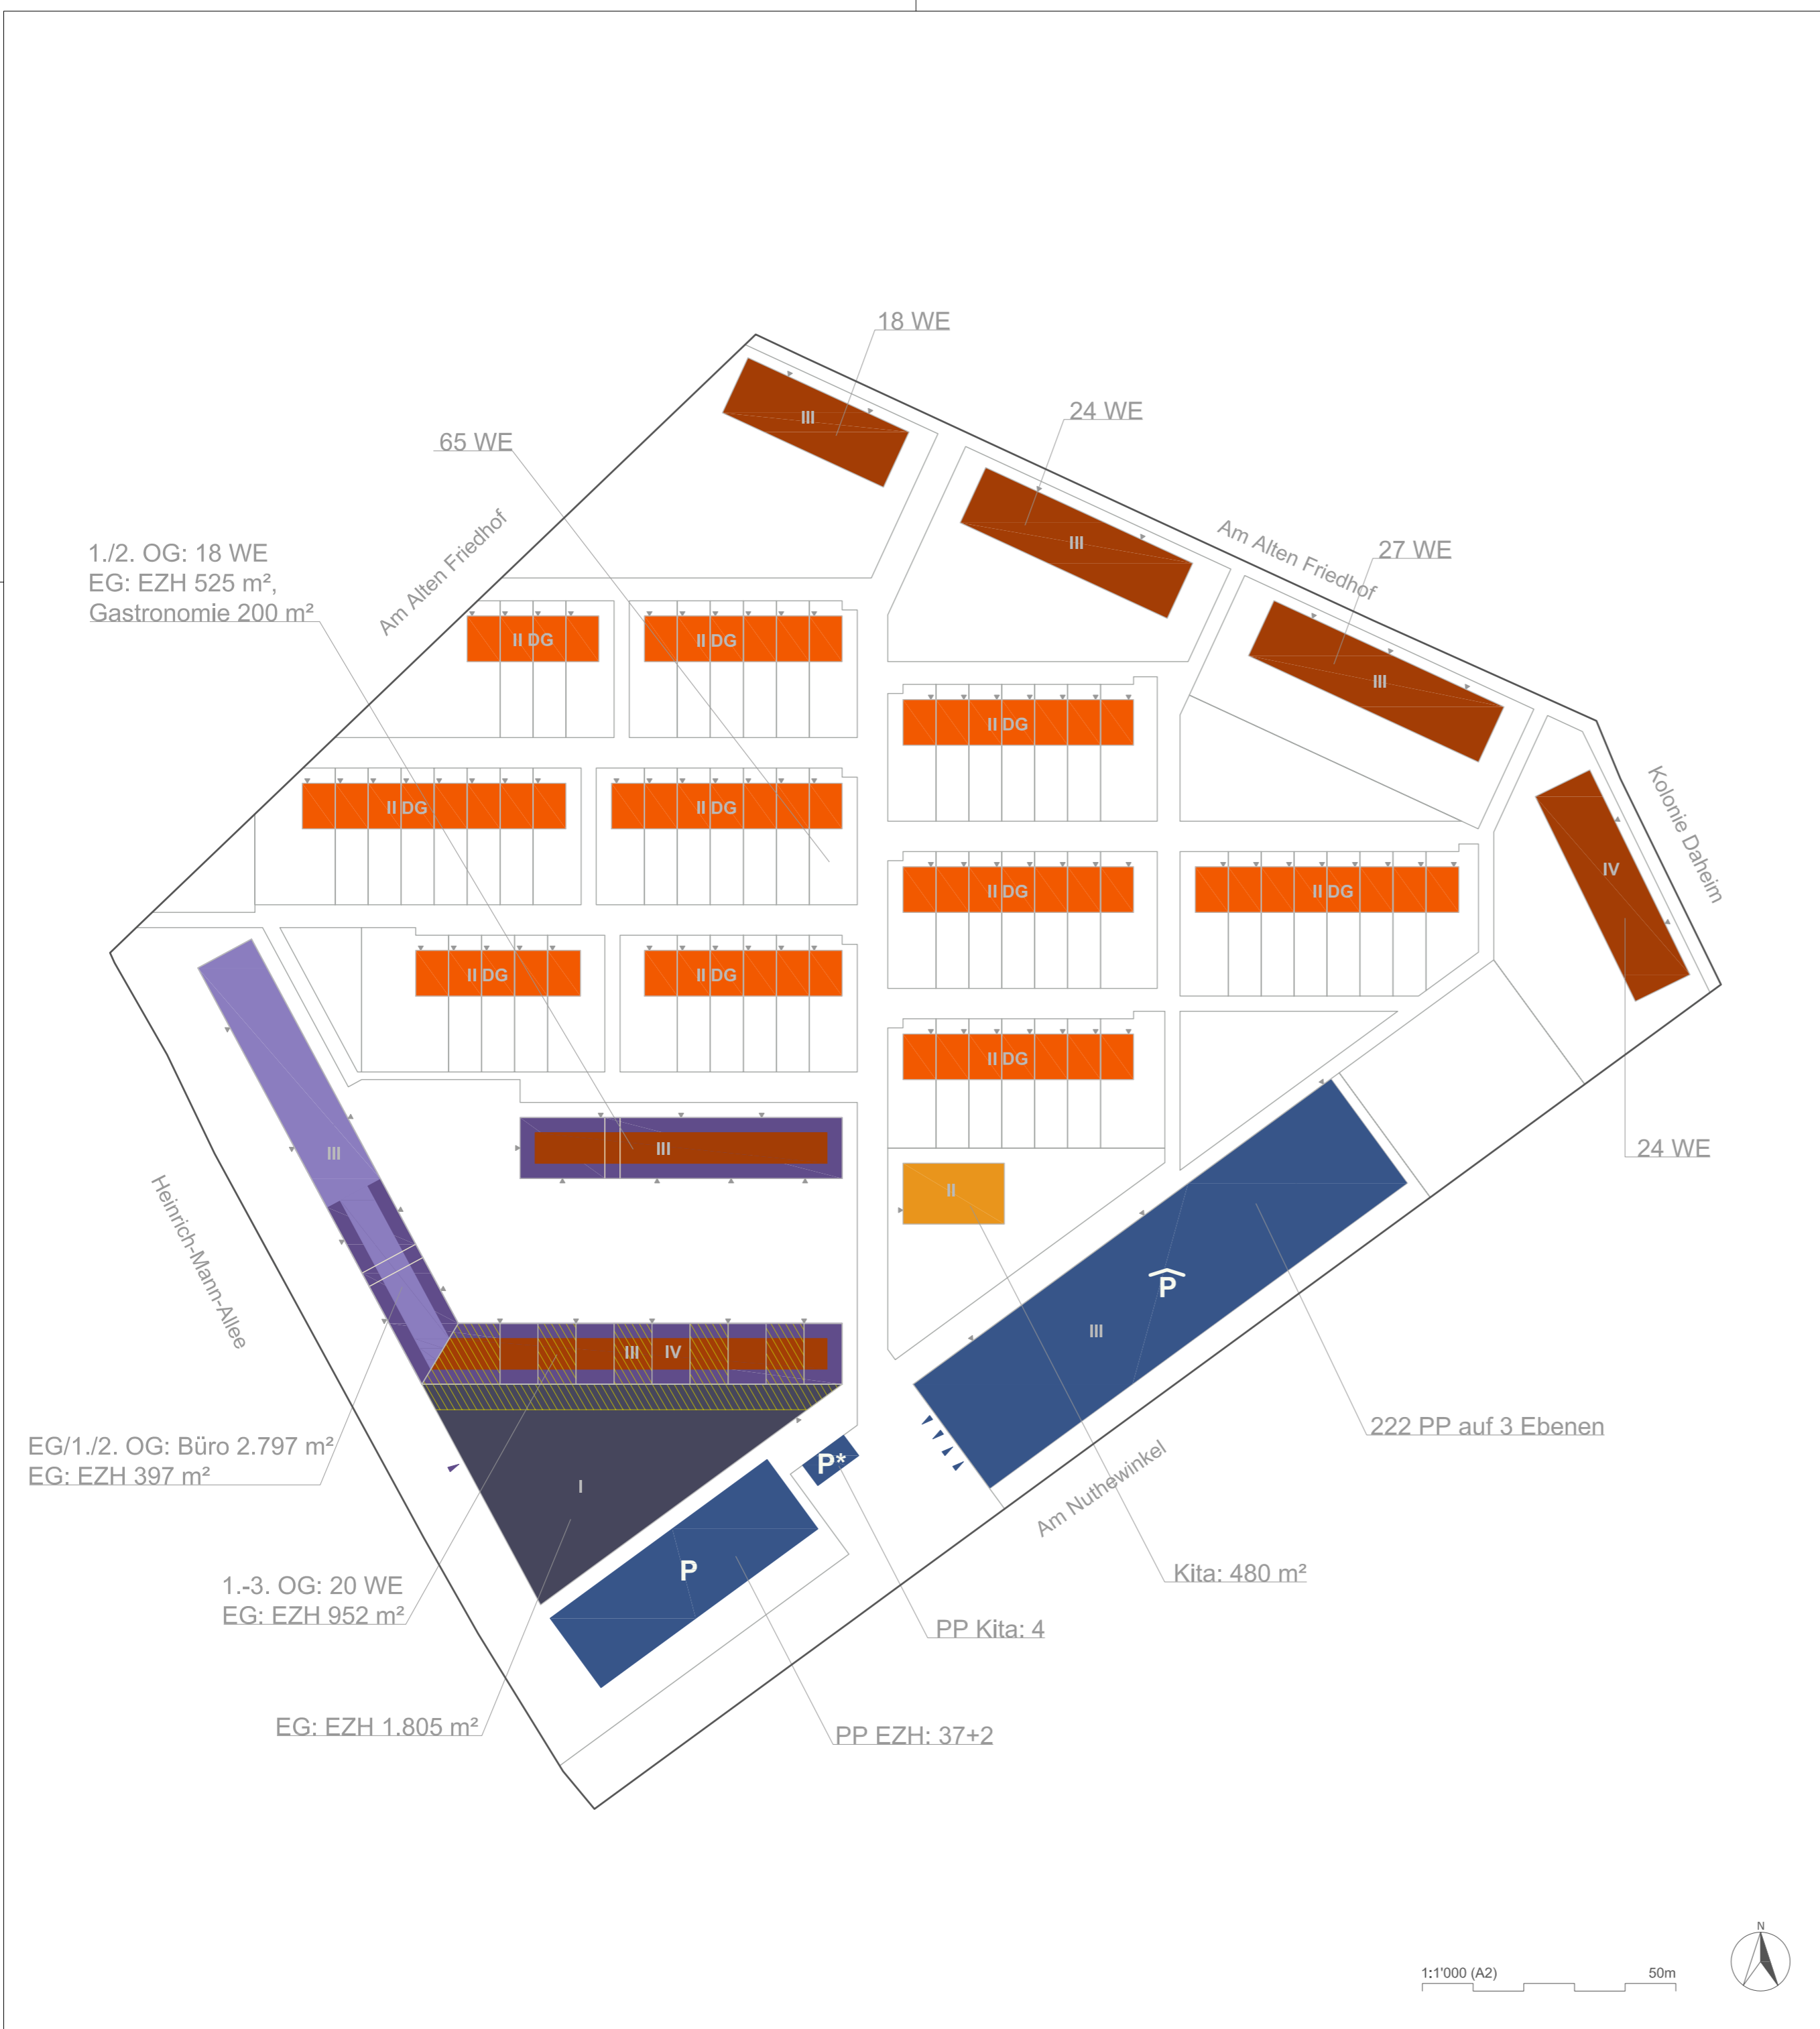 18 WE
24 WE
65 WE
III
Am Alten Friedhof
Am Alten Friedhof
III
27 WE
1./2. OG: 18 WE
EG: EZH 525 m²,
Gastronomie 200 m²
II DG
II DG
III
II DG
Kolonie Daheim
II DG
II DG
II DG
II DG
IV
II DG
II DG
II DG
III
III
24 WE
II
Heinrich-Mann-Allee
P
III
III
IV
222 PP auf 3 Ebenen
EG/1./2. OG: Büro 2.797 m²
EG: EZH 397 m²
P*
I
Am Nuthewinkel
P
Kita: 480 m²
1.-3. OG: 20 WE
EG: EZH 952 m²
PP Kita: 4
EG: EZH 1.805 m²
PP EZH: 37+2
N
1:1'000 (A2)
50m